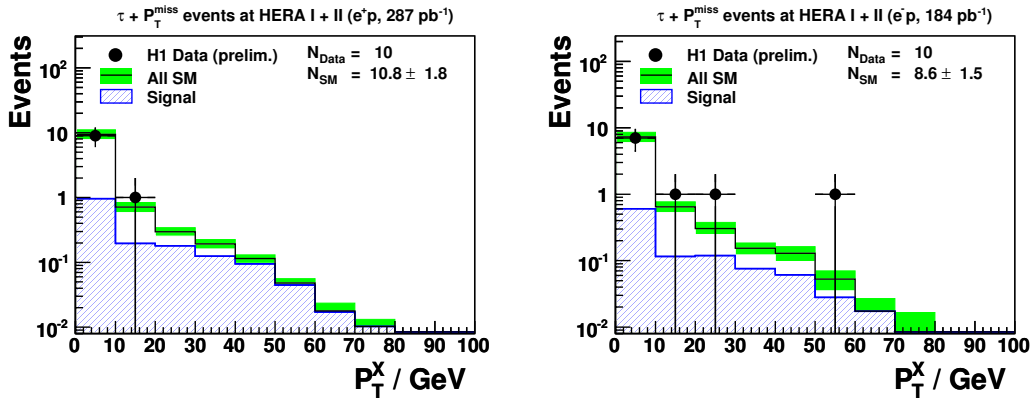 τ + P_T^miss events at HERA I + II (e⁺p, 287 pb⁻¹)
Events
H1 Data (prelim.)
All SM
Signal
N_Data = 10
N_SM = 10.8 ± 1.8
10²
10
1
10⁻¹
10⁻²
0 10 20 30 40 50 60 70 80 90 100
P_T^X / GeV
τ + P_T^miss events at HERA I + II (e⁻p, 184 pb⁻¹)
Events
H1 Data (prelim.)
All SM
Signal
N_Data = 10
N_SM = 8.6 ± 1.5
10²
10
1
10⁻¹
10⁻²
0 10 20 30 40 50 60 70 80 90 100
P_T^X / GeV